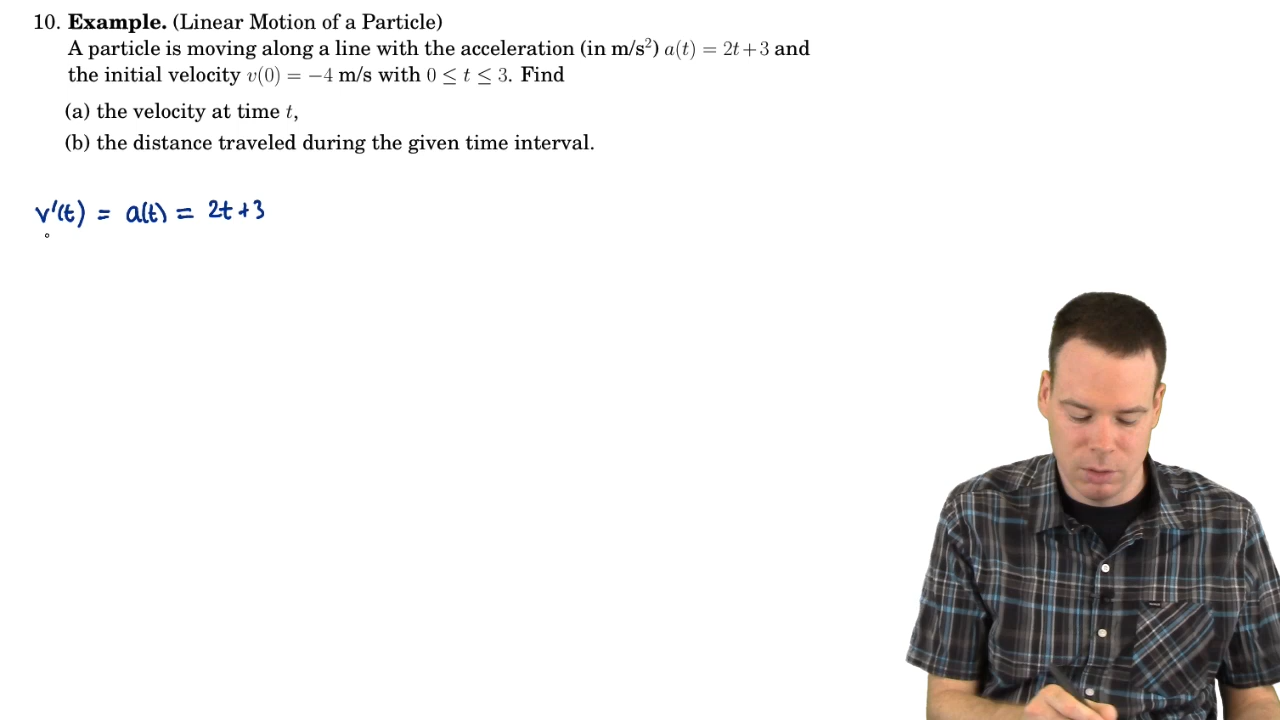 10. Example. (Linear Motion of a Particle)
A particle is moving along a line with the acceleration (in m/s²) a(t) = 2t+3 and
the initial velocity v(0) = −4 m/s with 0 ≤ t ≤ 3. Find
(a) the velocity at time t,
(b) the distance traveled during the given time interval.
v'(t) = a(t) = 2t+3